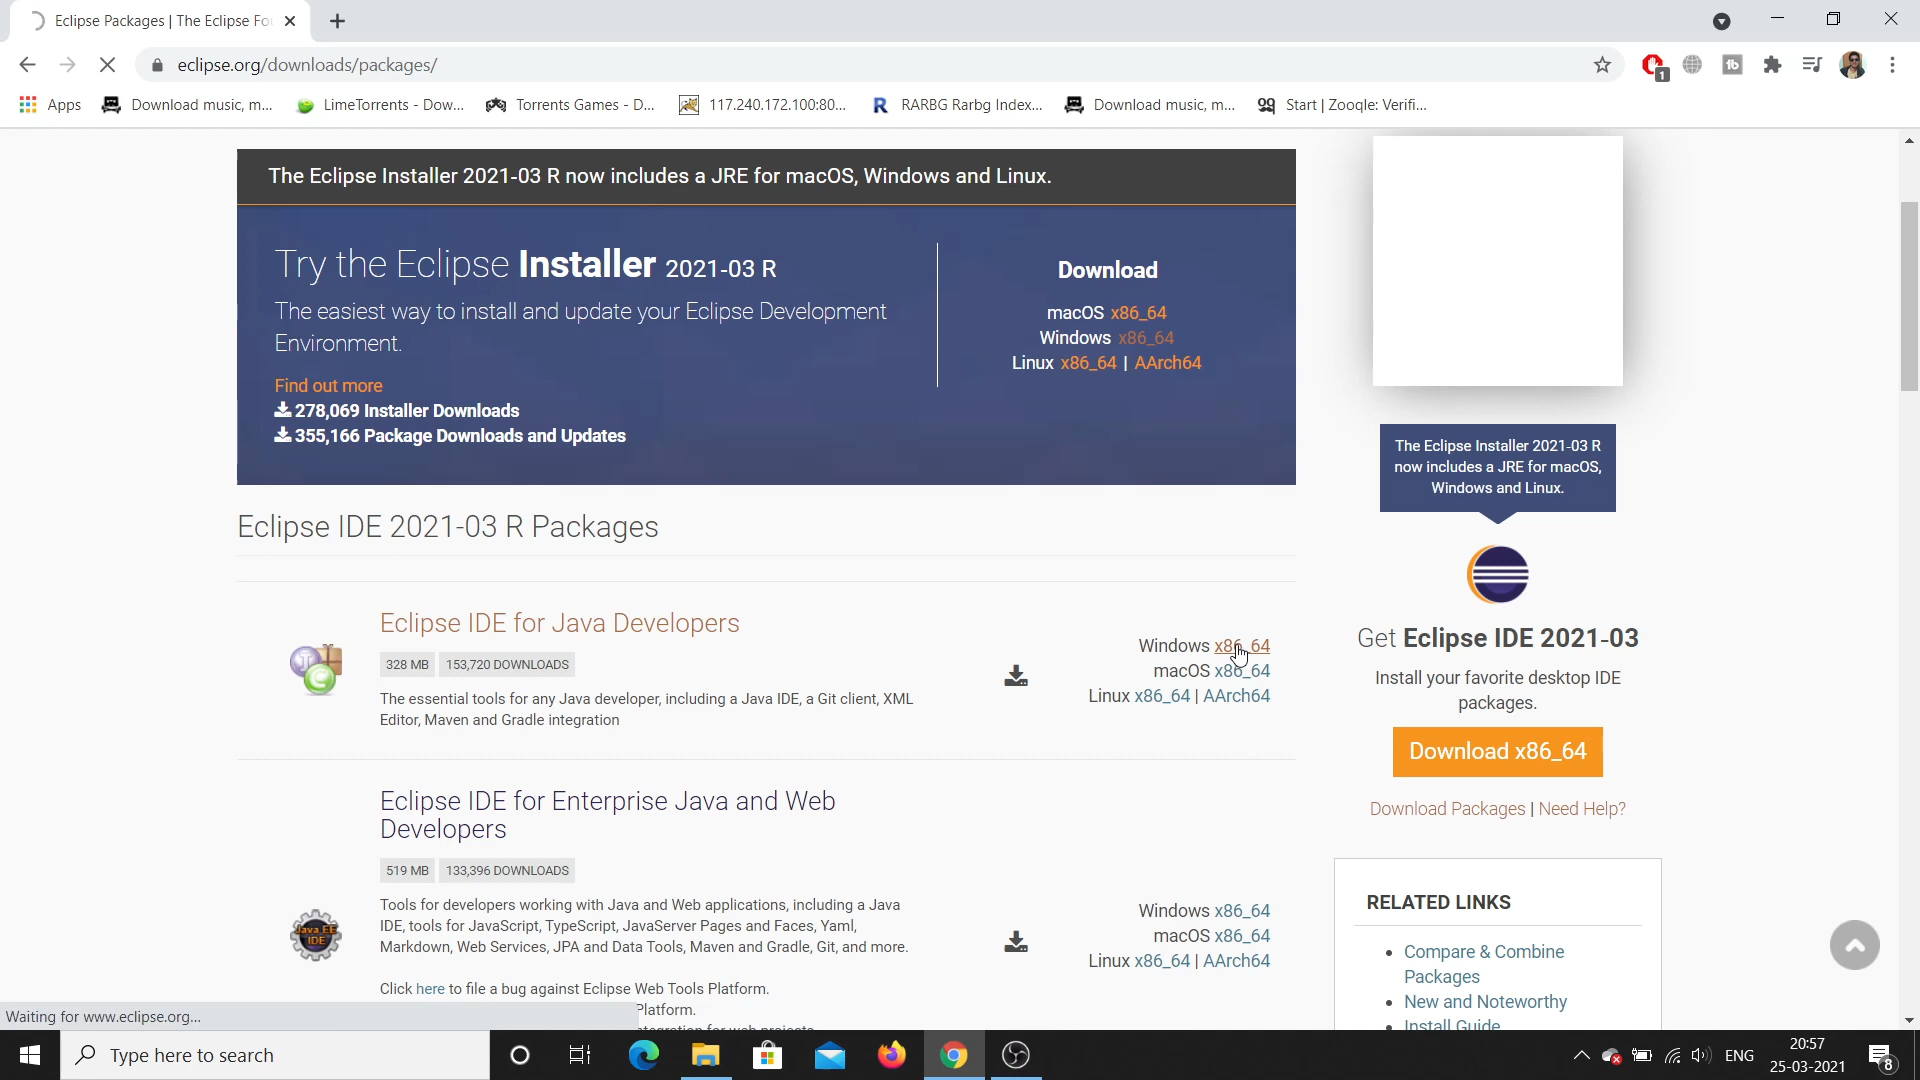 Eclipse Packages | The Eclipse Fou
eclipse.org/downloads/packages/
1
Apps
Download music, m...
LimeTorrents - Dow...
Torrents Games - D...
117.240.172.100:80...
RARBG Rarbg Index...
Download music, m...
Start | Zooqle: Verifi...
The Eclipse Installer 2021-03 R now includes a JRE for macOS, Windows and Linux.
Try the Eclipse Installer 2021-03 R
The easiest way to install and update your Eclipse Development
Environment.
Find out more
278,069 Installer Downloads
355,166 Package Downloads and Updates
Download
macOS x86_64
Windows x86_64
Linux x86_64 | AArch64
The Eclipse Installer 2021-03 R
now includes a JRE for macOS,
Windows and Linux.
Get Eclipse IDE 2021-03
Install your favorite desktop IDE
packages.
Download x86_64
Download Packages | Need Help?
RELATED LINKS
Compare & Combine
Packages
New and Noteworthy
Install Guide
Eclipse IDE 2021-03 R Packages
Eclipse IDE for Java Developers
328 MB 153,720 DOWNLOADS
The essential tools for any Java developer, including a Java IDE, a Git client, XML
Editor, Maven and Gradle integration
Windows x86_64
macOS x86_64
Linux x86_64 | AArch64
Eclipse IDE for Enterprise Java and Web
Developers
519 MB 133,396 DOWNLOADS
Java EE
IDE
Tools for developers working with Java and Web applications, including a Java
IDE, tools for JavaScript, TypeScript, JavaServer Pages and Faces, Yaml,
Markdown, Web Services, JPA and Data Tools, Maven and Gradle, Git, and more.
Click here to file a bug against Eclipse Web Tools Platform.
Platform.
Windows x86_64
macOS x86_64
Linux x86_64 | AArch64
Waiting for www.eclipse.org...
Type here to search
ENG
20:57
25-03-2021
8